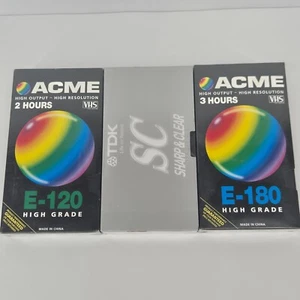 ACME
HIGH OUTPUT - HIGH RESOLUTION
2 HOURS
VHS
E-120
HIGH GRADE
MADE IN CHINA
TDK
SC
SHARP & CLEAR
ACME
HIGH OUTPUT - HIGH RESOLUTION
3 HOURS
VHS
E-180
HIGH GRADE
MADE IN CHINA